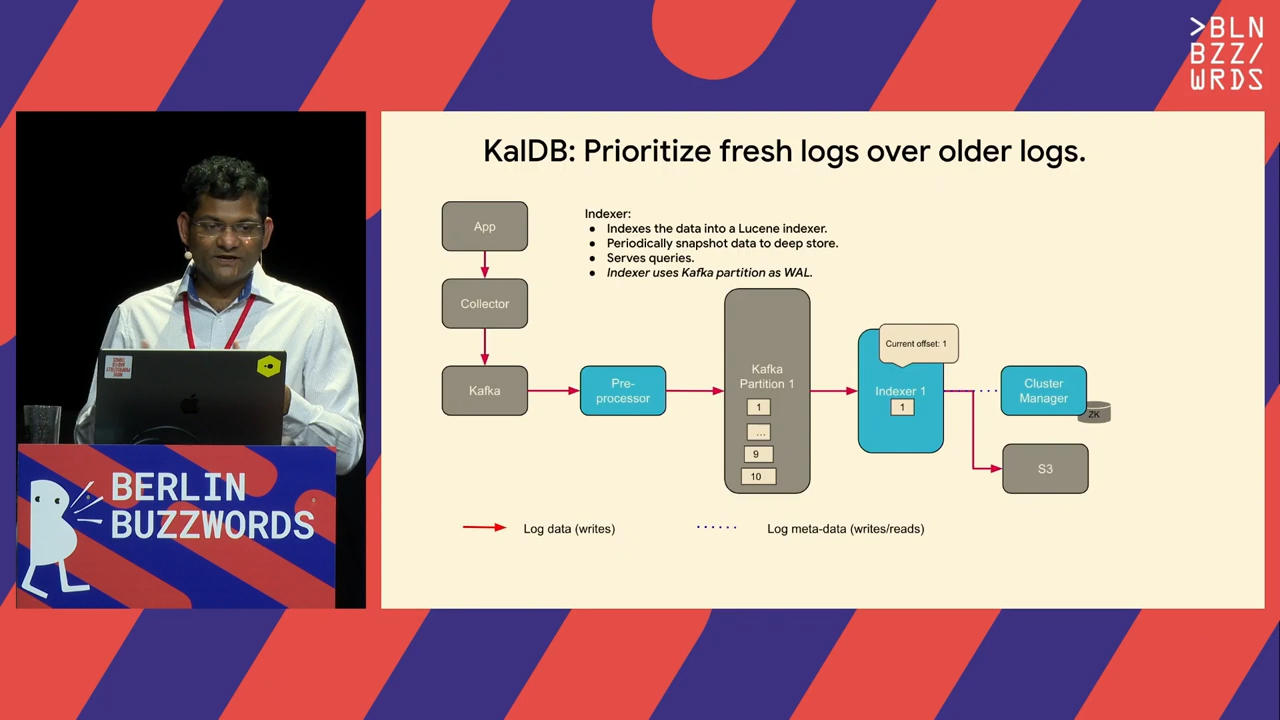 >BLN
BZZ/
WRDS
KalDB: Prioritize fresh logs over older logs.
App
Collector
Kafka
Indexer:
● Indexes the data into a Lucene indexer.
● Periodically snapshot data to deep store.
● Serves queries.
● Indexer uses Kafka partition as WAL.
Pre-
processor
Kafka
Partition 1
1
...
9
10
Current offset: 1
Indexer 1
1
Cluster
Manager
ZK
S3
Log data (writes)
Log meta-data (writes/reads)
BERLIN
BUZZWORDS